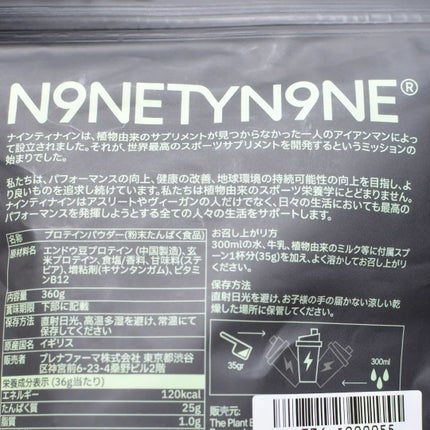 N9NETYN9NE®
ナインティナインは、植物由来のサプリメントが見つからなかった一人のアイアンマンによっ
て設立されました。それが、世界最高のスポーツサプリメントを開発するというミッションの
始まりでした。
私たちは、パフォーマンスの向上、健康の改善、地球環境の持続可能性の向上を目指し、よ
り良いものを追求し続けています。私たちは植物由来のスポーツ栄養学にとどまりません。
ナインティナインはアスリートやヴィーガンの人だけでなく、日々の生活においても最高の
パフォーマンスを発揮しようとする全ての人々の生活をサポートします。
名称 プロテインパウダー(粉末たんぱく食品)
原材料名 エンドウ豆プロテイン (中国製造)、玄
米プロテイン、食塩/香料、甘味料(ステ
ビア)、増粘剤(キサンタンガム)、ビタミ
ンB12
内容量 360g
賞味期限 下部に記載
保存方法 直射日光、高温多湿を避け、常温にて
保存してください。
原産国名 イギリス
販売者 プレナファーマ株式会社 東京都渋谷
区神宮前6-23-4桑野ビル2階
栄養成分表示 (36g当たり)
エネルギー 120kcal
たんぱく質 25g
脂質 1.0g
お召し上がり方
300mlの水、牛乳、植物由来のミルク等に付属スプ
ーン1杯分(35g)を加え、よく溶かしてお召し上がり
ください。
保存方法
直射日光を避け、お子様の手の届かない涼しい乾
燥した場所に保管してください。
35gr
300ml
販売元:
The Plant